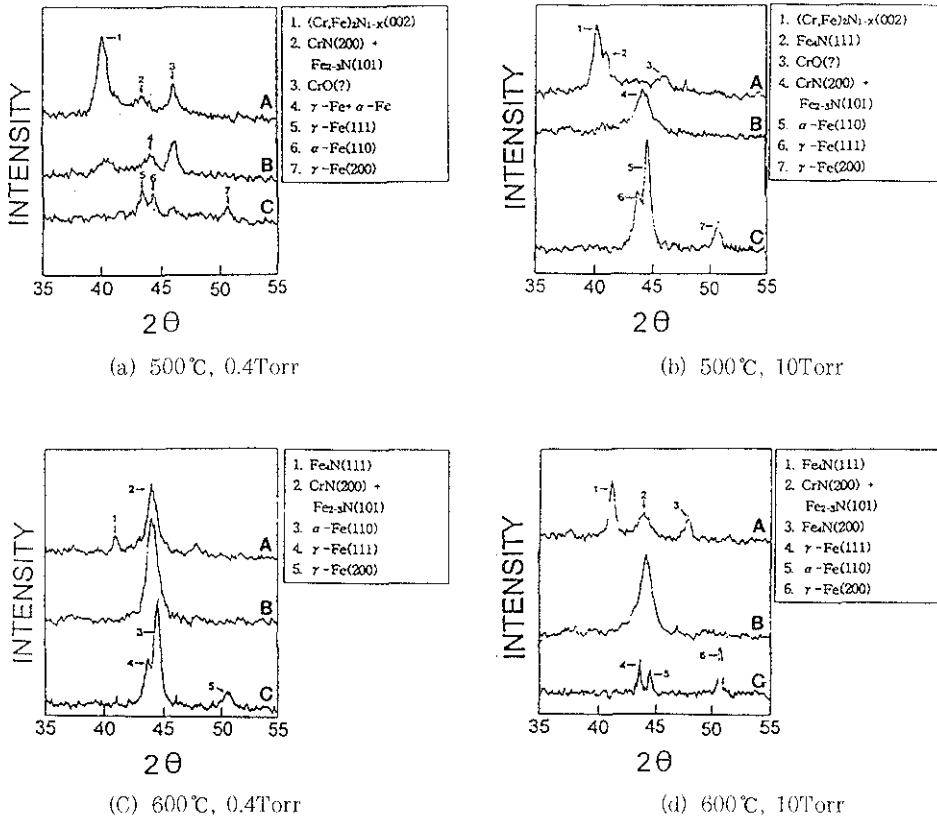 INTENSITY
1
2
3
A
4
B
5
6
7
C
35 40 45 50 55
2θ
1. (Cr,Fe)₂N₁₋ₓ(002)
2. CrN(200) +
Fe₂₋₃N(101)
3. CrO(?)
4. γ-Fe+ α-Fe
5. γ-Fe(111)
6. α-Fe(110)
7. γ-Fe(200)
(a) 500℃, 0.4Torr
INTENSITY
1
2
3
A
4
B
5
6
7
C
35 40 45 50 55
2θ
1. (Cr,Fe)₂N₁₋ₓ(002)
2. Fe₄N(111)
3. CrO(?)
4. CrN(200) +
Fe₂₋₃N(101)
5. α-Fe(110)
6. γ-Fe(111)
7. γ-Fe(200)
(b) 500℃, 10Torr
INTENSITY
2
1
A
B
3
4
5
C
35 40 45 50 55
2θ
1. Fe₄N(111)
2. CrN(200) +
Fe₂₋₃N(101)
3. α-Fe(110)
4. γ-Fe(111)
5. γ-Fe(200)
(C) 600℃, 0.4Torr
INTENSITY
1
2
3
A
B
4
5
6
C
35 40 45 50 55
2θ
1. Fe₄N(111)
2. CrN(200) +
Fe₂₋₃N(101)
3. Fe₄N(200)
4. γ-Fe(111)
5. α-Fe(110)
6. γ-Fe(200)
(d) 600℃, 10Torr